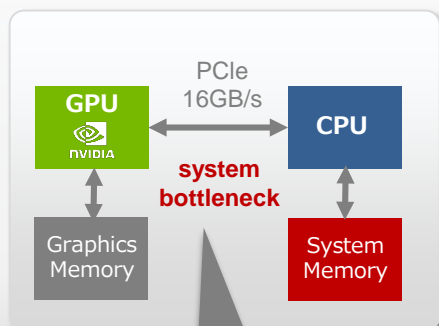 PCIe
16GB/s
GPU
NVIDIA
CPU
system
bottleneck
Graphics
Memory
System
Memory